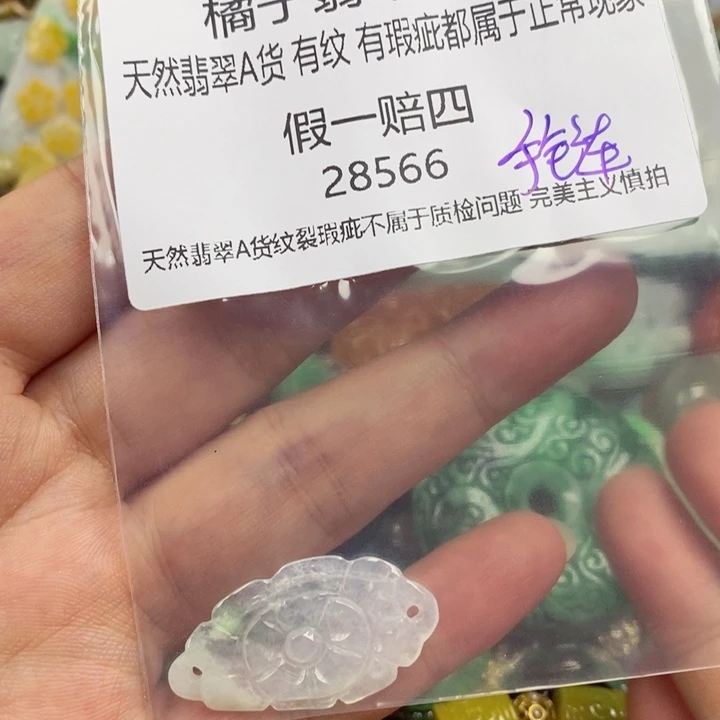 橘子翡
天然翡翠A货 有纹 有瑕疵都属于正常现象
假一赔四
28566
天然翡翠A货纹裂瑕疵不属于质检问题 完美主义慎拍